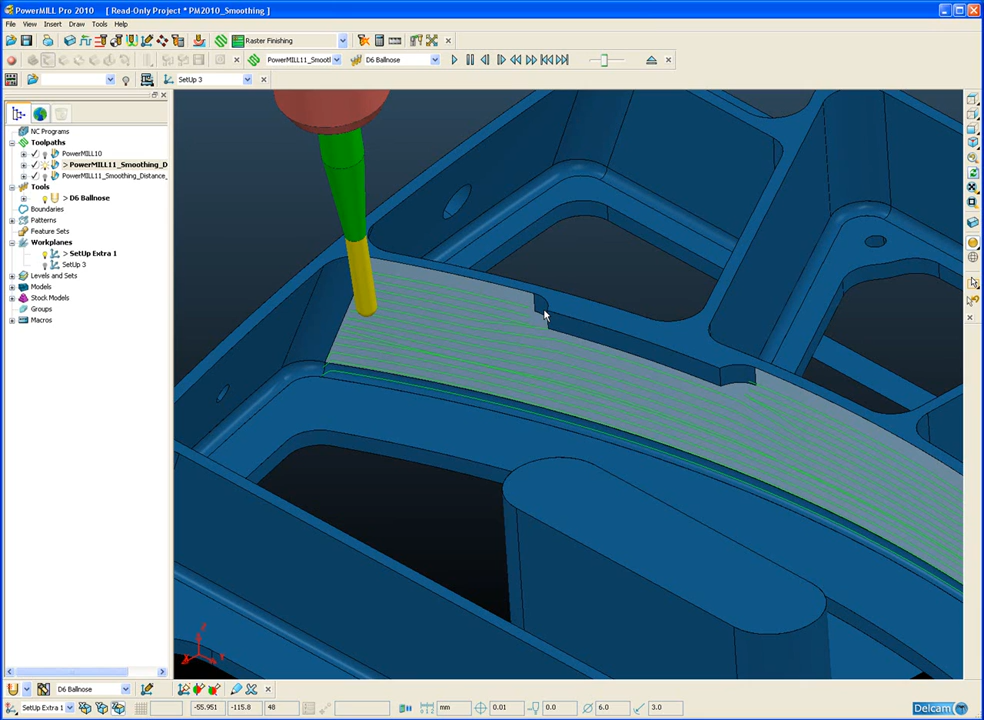 PowerMILL Pro 2010 [ Read-Only Project * PM2010_Smoothing ]
File View Insert Draw Tools Help
Raster Finishing
PowerMILL11_Smooth D6 Ballnose
SetUp 3
NC Programs
Toolpaths
PowerMILL10
> PowerMILL11_Smoothing_D
PowerMILL11_Smoothing_Distance_
Tools
> D6 Ballnose
Boundaries
Patterns
Feature Sets
Workplanes
> SetUp Extra 1
SetUp 3
Levels and Sets
Models
Stock Models
Groups
Macros
Z
D6 Ballnose
SetUp Extra 1 -55.951 -115.8 48 mm 0.01 0.0 6.0 3.0 Delcam